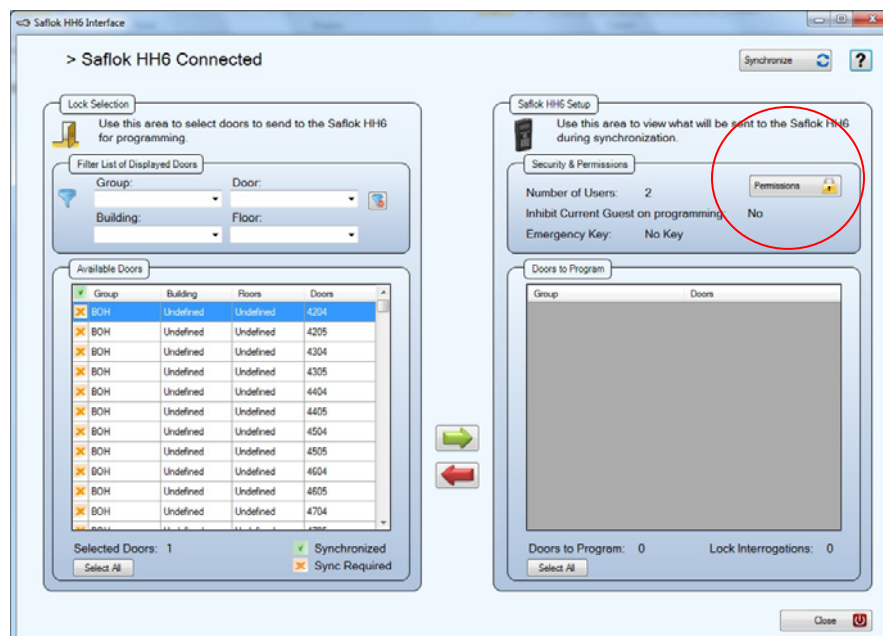 Saflok HH6 Interface
> Saflok HH6 Connected
Synchronize
?
Lock Selection
Use this area to select doors to send to the Saflok HH6
for programming.
Filter List of Displayed Doors
Group: Door:
Building: Floor:
Available Doors
Group Building Floors Doors
BOH Undefined Undefined 4204
BOH Undefined Undefined 4205
BOH Undefined Undefined 4304
BOH Undefined Undefined 4305
BOH Undefined Undefined 4404
BOH Undefined Undefined 4405
BOH Undefined Undefined 4504
BOH Undefined Undefined 4505
BOH Undefined Undefined 4604
BOH Undefined Undefined 4605
BOH Undefined Undefined 4704
Selected Doors: 1
Synchronized
Select All
Sync Required
Saflok HH6 Setup
Use this area to view what will be sent to the Saflok HH6
during synchronization.
Security & Permissions
Number of Users: 2
Permissions
Inhibit Current Guest on programming: No
Emergency Key: No Key
Doors to Program
Group Doors
Doors to Program: 0 Lock Interrogations: 0
Select All
Close